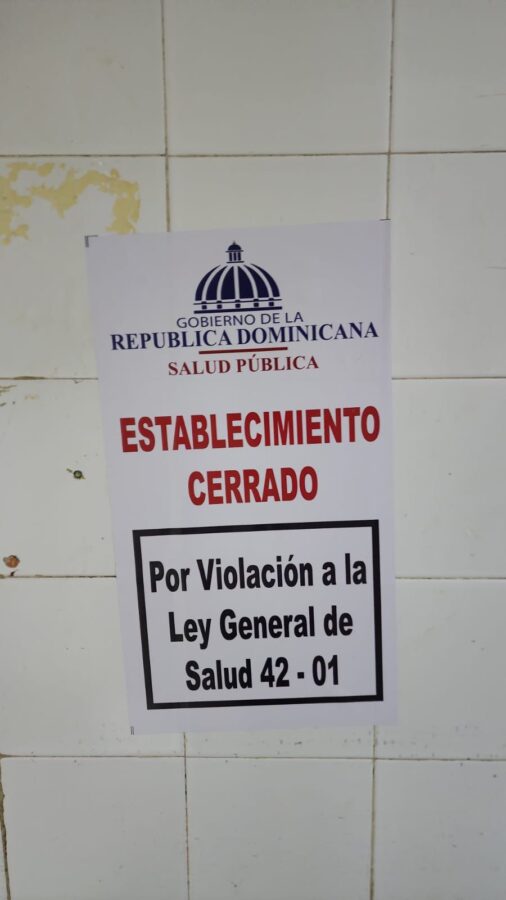 GOBIERNO DE LA
REPUBLICA DOMINICANA
SALUD PÚBLICA
ESTABLECIMIENTO
CERRADO
Por Violación a la
Ley General de
Salud 42 - 01